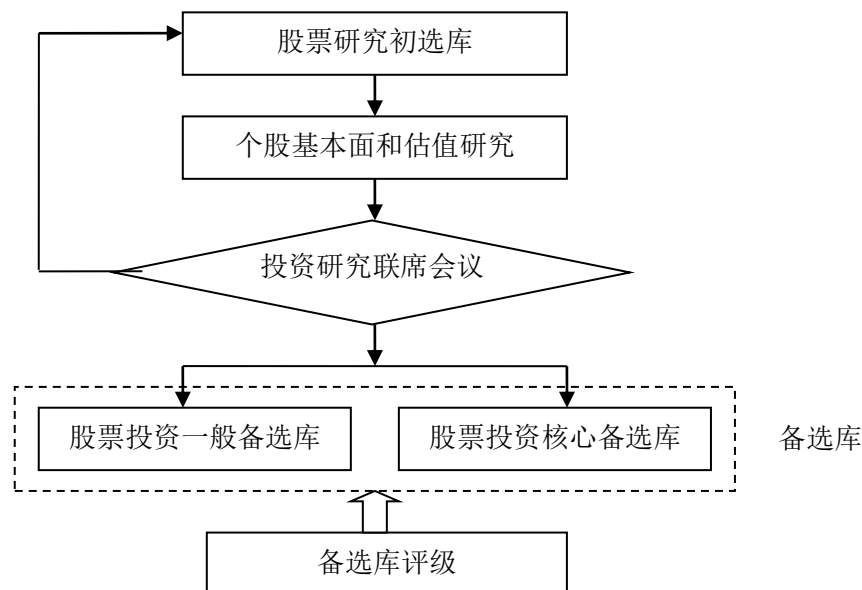 股票研究初选库
个股基本面和估值研究
投资研究联席会议
股票投资一般备选库
股票投资核心备选库
备选库
备选库评级